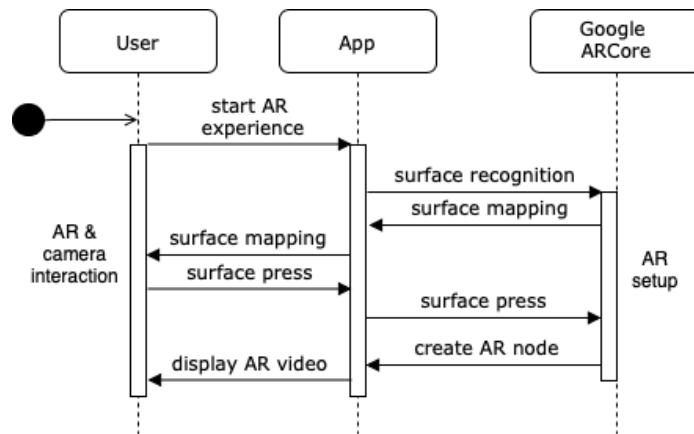 User
App
Google
ARCore
start AR
experience
surface recognition
surface mapping
AR &
camera
interaction
surface mapping
surface press
AR
setup
surface press
create AR node
display AR video